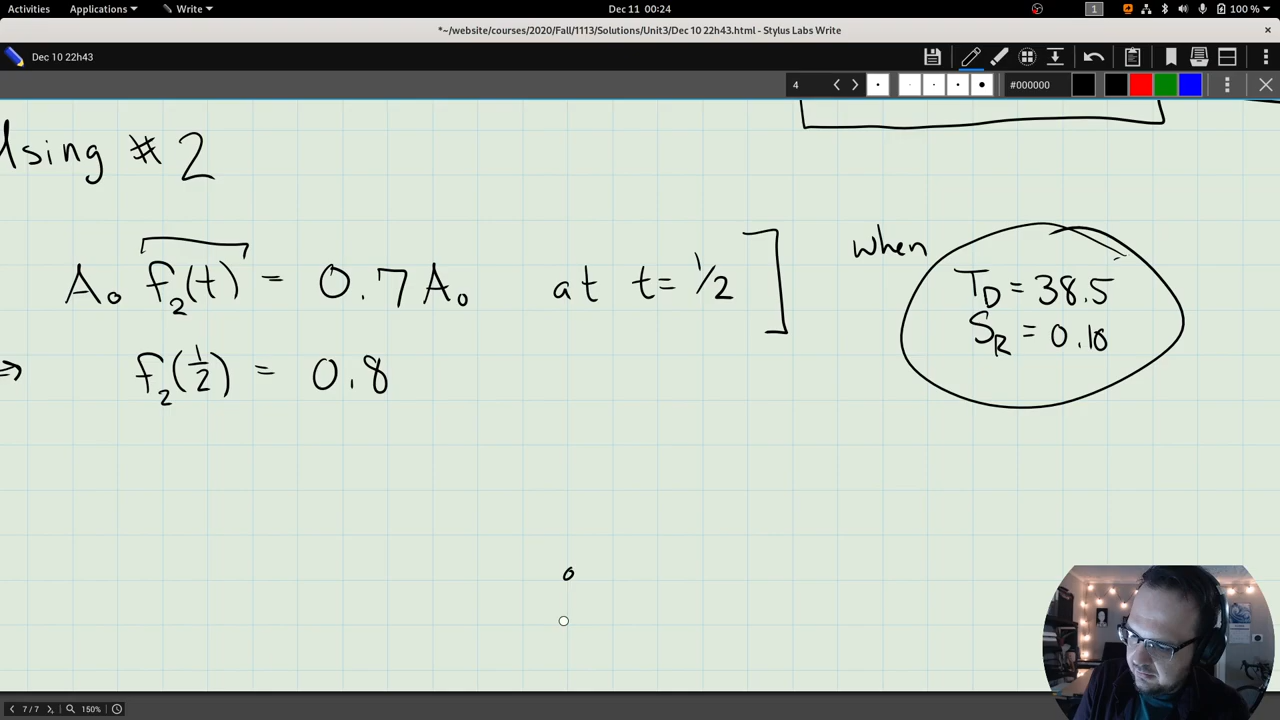 Activities Applications Write Dec 11 00:24 1 100 %
*~/website/courses/2020/Fall/1113/Solutions/Unit3/Dec 10 22h43.html - Stylus Labs Write
Dec 10 22h43
4 #000000
Using # 2
A₀ f₂(t) = 0.7 A₀ at t= 1/2 when
T_D = 38.5
S_R = 0.10
⇒ f₂(1/2) = 0.8
7 / 7 150%